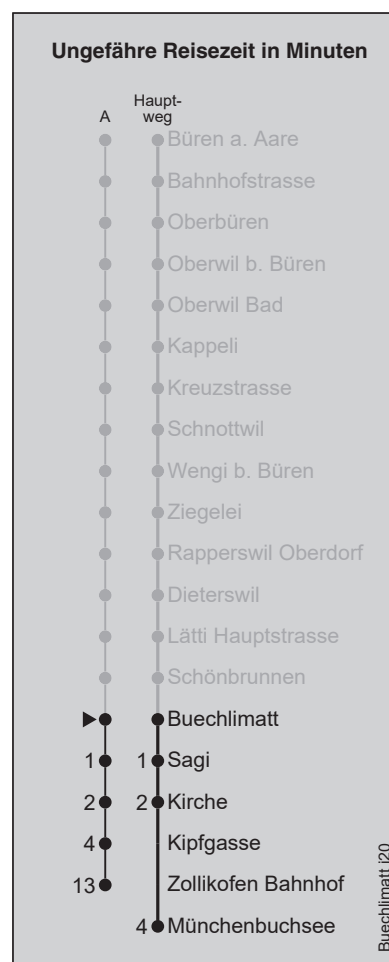 Ungefähre Reisezeit in Minuten
A
Haupt-
weg
Büren a. Aare
Bahnhofstrasse
Oberbüren
Oberwil b. Büren
Oberwil Bad
Kappeli
Kreuzstrasse
Schnottwil
Wengi b. Büren
Ziegelei
Rapperswil Oberdorf
Dieterswil
Lätti Hauptstrasse
Schönbrunnen
Buechlimatt
1 1 Sagi
2 2 Kirche
4 Kipfgasse
13 Zollikofen Bahnhof
4 Münchenbuchsee
Buechlimatt j20